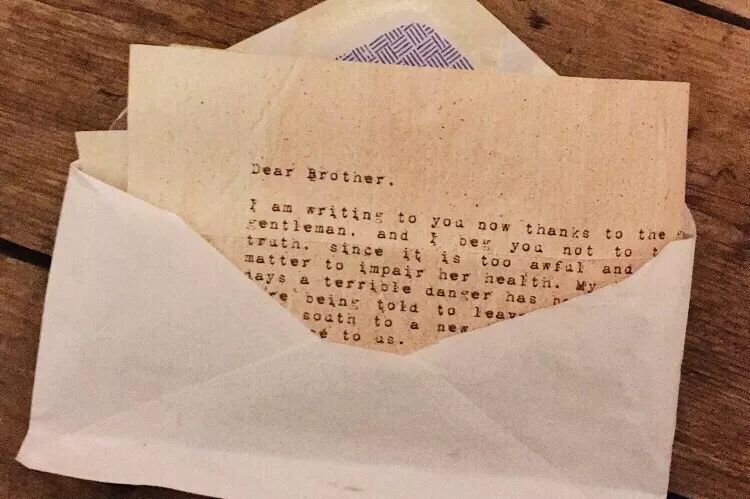 Dear Brother,
I am writing to you now thanks to the
gentleman, and I beg you not to
truth, since it is too awful and
matter to impair her health. My
days a terrible danger has
being told to leave
south to a new
to us.